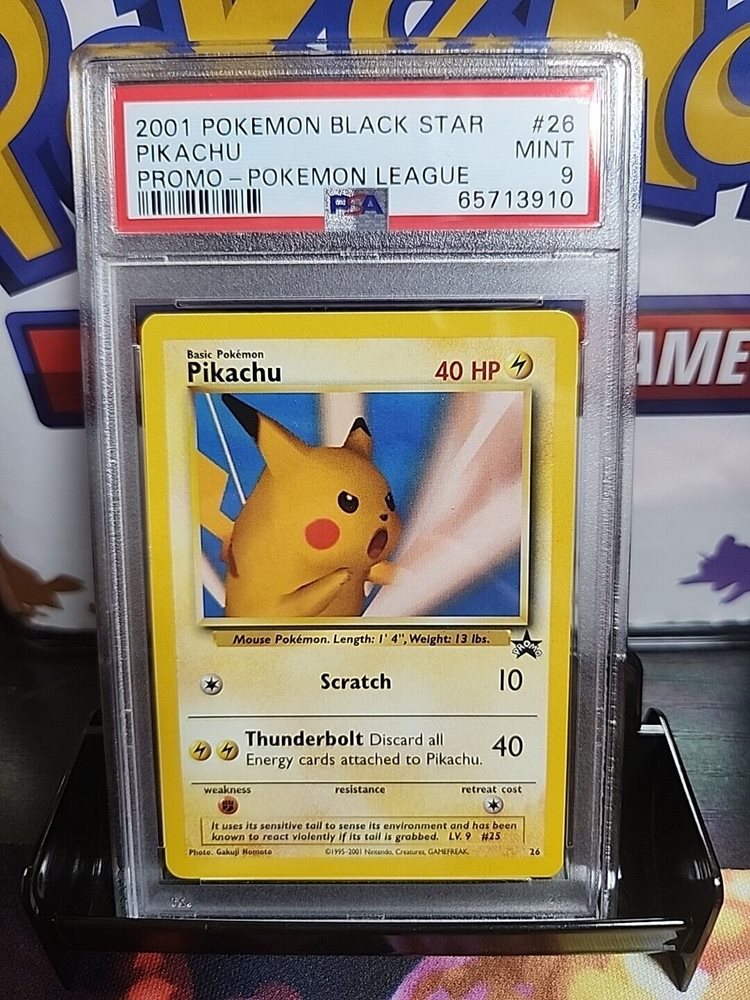 2001 POKEMON BLACK STAR #26
PIKACHU MINT
PROMO - POKEMON LEAGUE 9
PSA 65713910
AME
Basic Pokémon
Pikachu 40 HP
Mouse Pokémon. Length: 1' 4", Weight: 13 lbs.
PROMO
Scratch 10
Thunderbolt Discard all
Energy cards attached to Pikachu. 40
weakness resistance retreat cost
It uses its sensitive tail to sense its environment and has been
known to react violently if its tail is grabbed. LV. 9 #25
Photo. Gakuji Nomoto ©1995-2001 Nintendo, Creatures, GAMEFREAK. 26